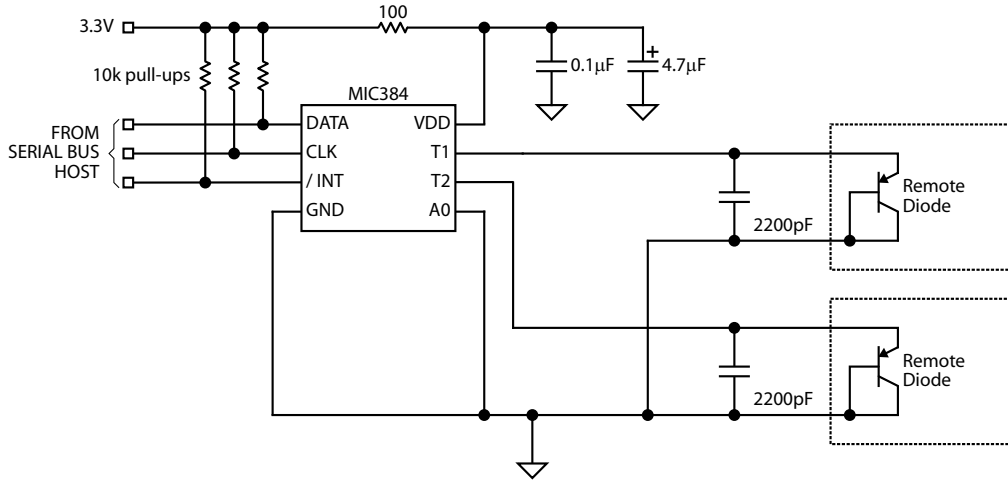 100
3.3V
0.1μF
+
4.7μF
10k pull-ups
MIC384
FROM
SERIAL BUS
HOST
DATA
VDD
CLK
T1
/ INT
T2
GND
A0
2200pF
Remote
Diode
2200pF
Remote
Diode